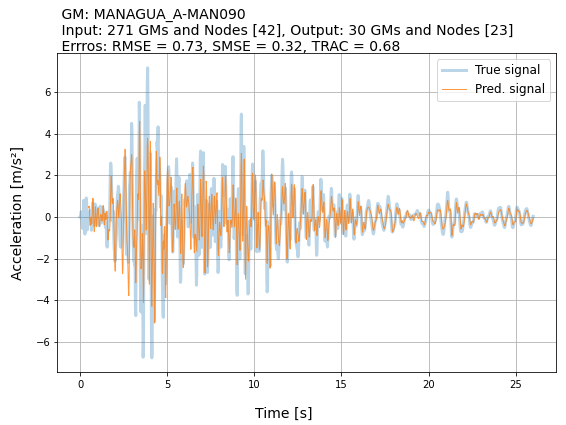 GM: MANAGUA_A-MAN090
Input: 271 GMs and Nodes [42], Output: 30 GMs and Nodes [23]
Errros: RMSE = 0.73, SMSE = 0.32, TRAC = 0.68
True signal
Pred. signal
Acceleration [m/s²]
6
4
2
0
−2
−4
−6
0 5 10 15 20 25
Time [s]